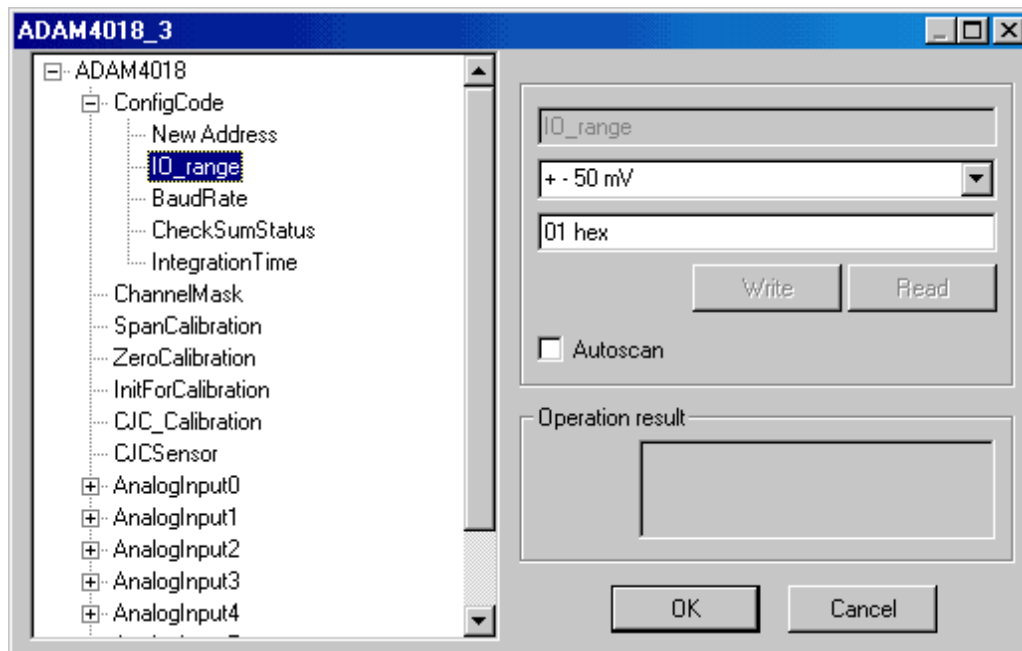 ADAM4018_3
ADAM4018
ConfigCode
New Address
IO_range
BaudRate
CheckSumStatus
IntegrationTime
ChannelMask
SpanCalibration
ZeroCalibration
InitForCalibration
CJC_Calibration
CJCSensor
AnalogInput0
AnalogInput1
AnalogInput2
AnalogInput3
AnalogInput4
IO_range
+ - 50 mV
01 hex
Write Read
Autoscan
Operation result
OK Cancel